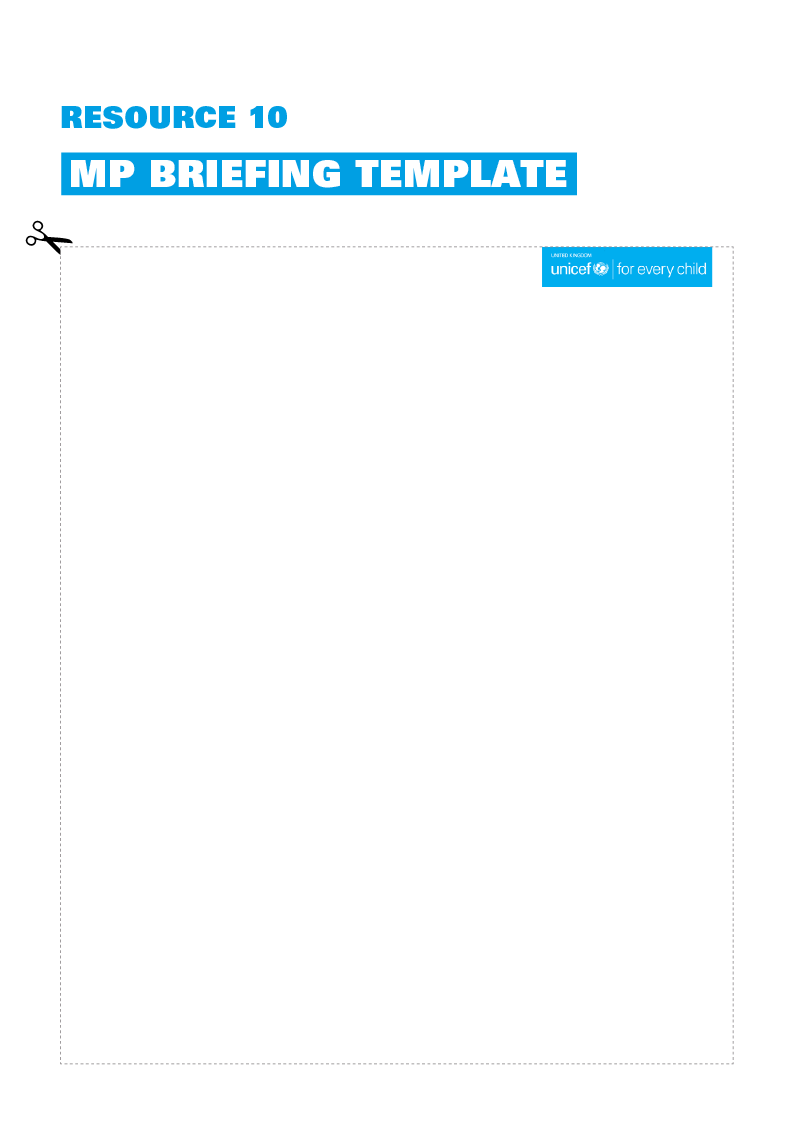 RESOURCE 10
MP BRIEFING TEMPLATE
UNITED KINGDOM
unicef for every child